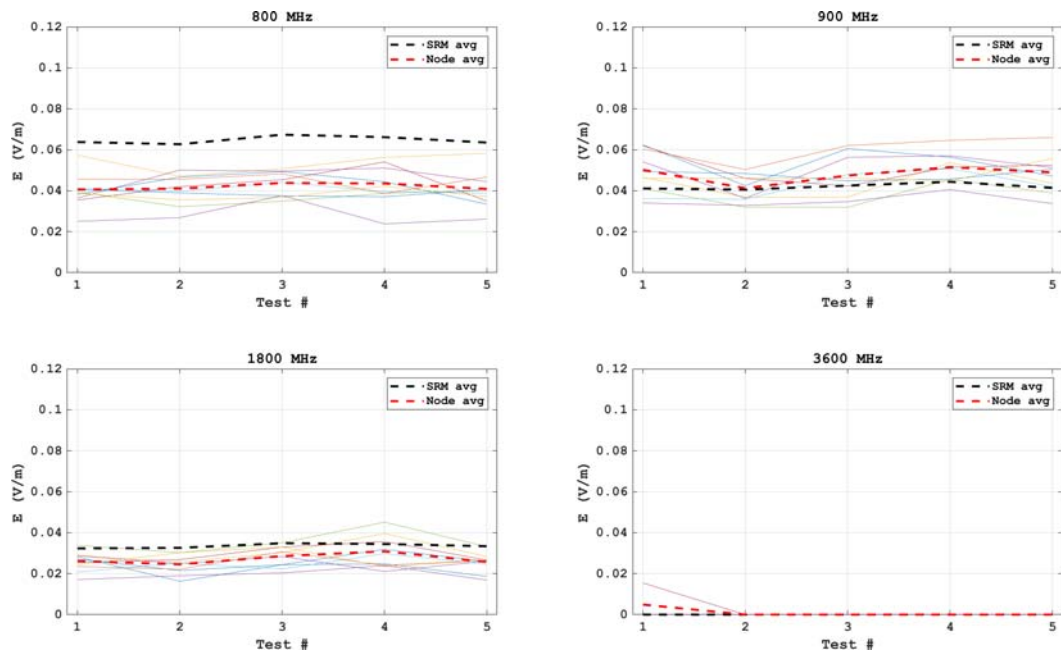 800 MHz
0.12
0.1
0.08
0.06
0.04
0.02
0
E (V/m)
1 2 3 4 5
Test #
SRM avg
Node avg
900 MHz
0.12
0.1
0.08
0.06
0.04
0.02
0
E (V/m)
1 2 3 4 5
Test #
SRM avg
Node avg
1800 MHz
0.12
0.1
0.08
0.06
0.04
0.02
0
E (V/m)
1 2 3 4 5
Test #
SRM avg
Node avg
3600 MHz
0.12
0.1
0.08
0.06
0.04
0.02
0
E (V/m)
1 2 3 4 5
Test #
SRM avg
Node avg